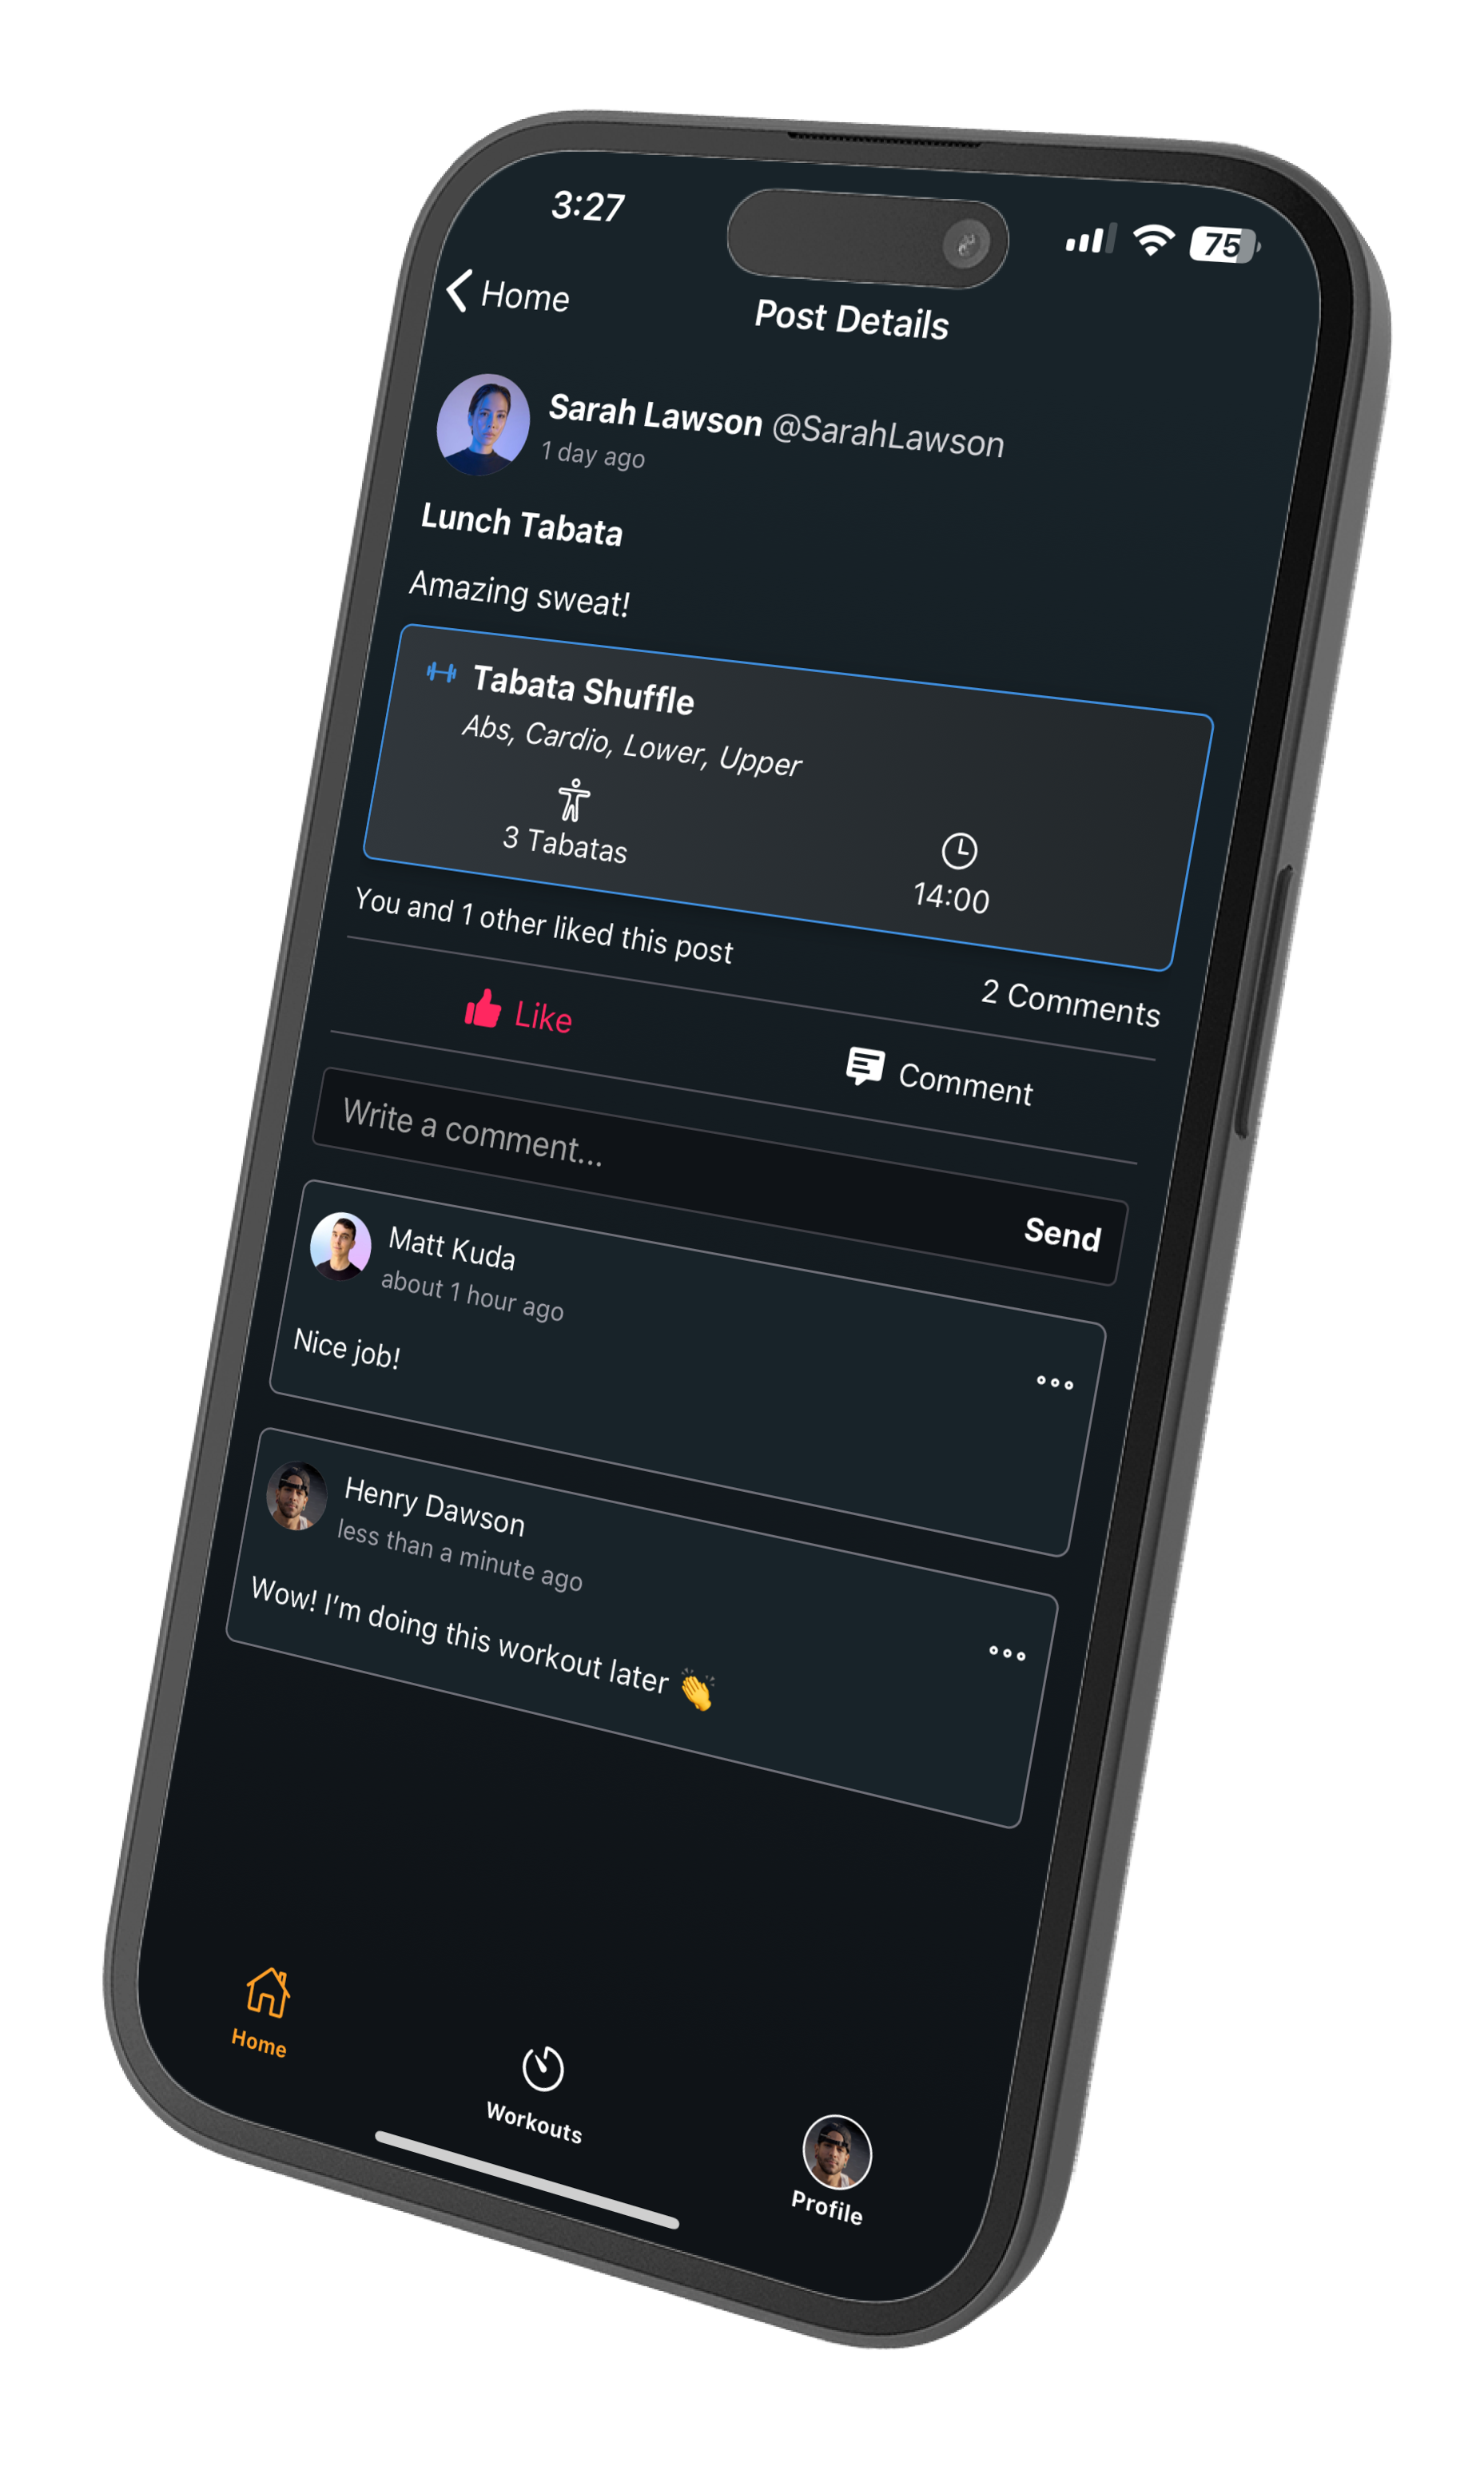 3:27
75
Home
Post Details
Sarah Lawson @SarahLawson
1 day ago
Lunch Tabata
Amazing sweat!
Tabata Shuffle
Abs, Cardio, Lower, Upper
3 Tabatas
14:00
You and 1 other liked this post
2 Comments
Like
Comment
Write a comment...
Send
Matt Kuda
about 1 hour ago
Nice job!
Henry Dawson
less than a minute ago
Wow! I'm doing this workout later 👏
Home
Workouts
Profile